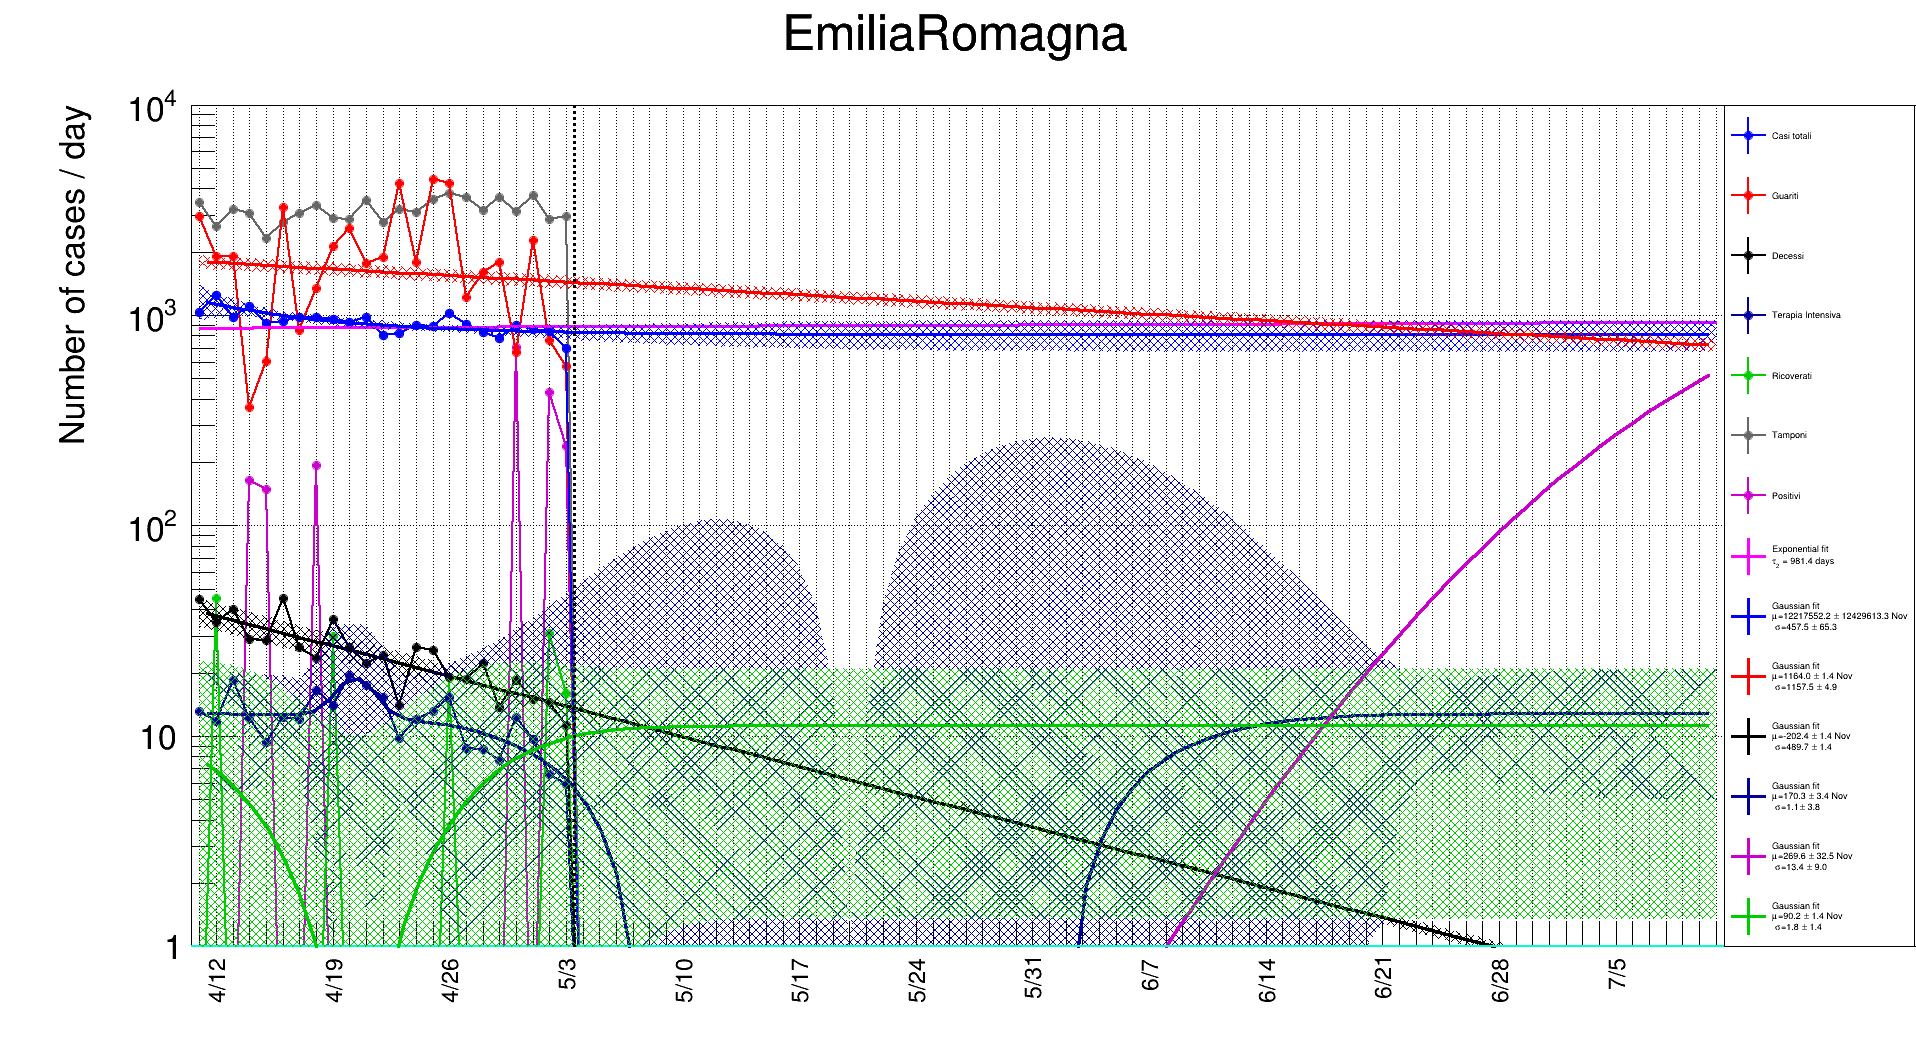 EmiliaRomagna
Number of cases / day
10⁴
10³
10²
10
1
4/12
4/19
4/26
5/3
5/10
5/17
5/24
5/31
6/7
6/14
6/21
6/28
7/5
Casi totali
Guariti
Decessi
Terapia Intensiva
Ricoverati
Tamponi
Positivi
Exponential fit
τ₂ = 981.4 days
Gaussian fit
μ=12217552.2 ± 12429613.3 Nov
σ=457.5 ± 65.3
Gaussian fit
μ=1164.0 ± 1.4 Nov
σ=1157.5 ± 4.9
Gaussian fit
μ=-202.4 ± 1.4 Nov
σ=489.7 ± 1.4
Gaussian fit
μ=170.3 ± 3.4 Nov
σ=1.1 ± 3.8
Gaussian fit
μ=269.6 ± 32.5 Nov
σ=13.4 ± 9.0
Gaussian fit
μ=90.2 ± 1.4 Nov
σ=1.8 ± 1.4